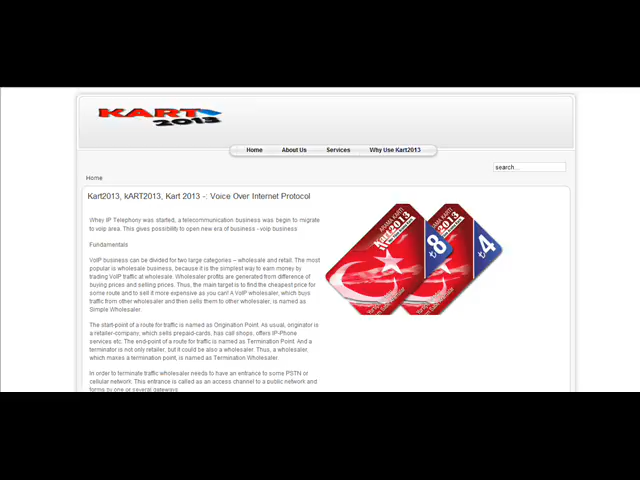 KART
2013
Home About Us Services Why Use Kart2013
search...
Home
Kart2013, kART2013, Kart 2013 -: Voice Over Internet Protocol
Whey IP Telephony was started, a telecommunication business was begin to migrate
to voip area. This gives possibility to open new era of business - voip business
Fundamentals
VoIP business can be divided for two large categories – wholesale and retail. The most
popular is wholesale business, because it is the simplest way to earn money by
trading VoIP traffic at wholesale. Wholesaler profits are made from difference of
buying prices and selling prices. Thus, the main target is to find the cheapest price for
some route and to sell it more expensive as you can! A VoIP wholesaler, which buys
traffic from other wholesaler and then sells them to other wholesaler, is named as
Simple Wholesaler.
The start-point of a route for traffic is named as Origination Point. As usual, originator is
a retailer-company, which sells prepaid-cards, has call shops, offers IP-Phone
services etc. The end-point of a route for traffic is named as Termination Point. And a
terminator is not only retailer, but it could be also a wholesaler. Thus, a wholesaler,
which makes a termination point, is named as Termination Wholesaler.
In order to terminate traffic wholesaler needs to have an entrance to some PSTN or
cellular network. This entrance is called as an access channel to a public network and
forms by one or several gateways
ARAMA KARTI
Kart
2013
8
ARAMA KARTI
Kart
2013
4